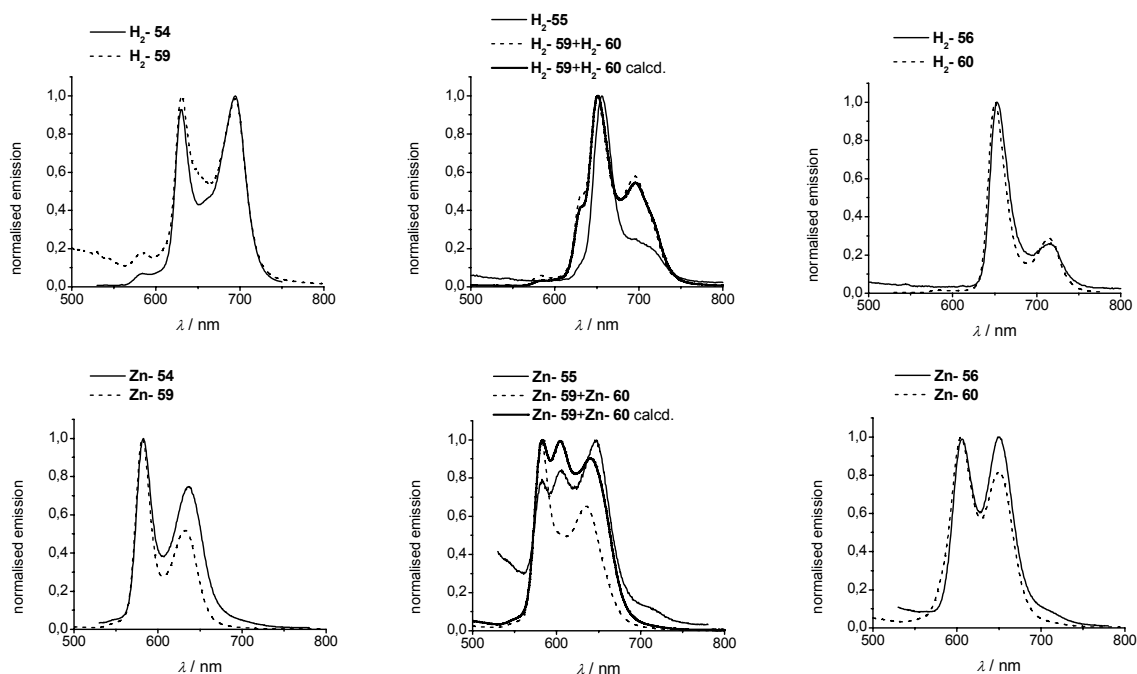 H2- 54
H2- 59
1,0
0,8
0,6
0,4
0,2
0,0
normalised emission
500 600 700 800
λ / nm
H2-55
H2- 59+H2- 60
H2- 59+H2- 60 calcd.
1,0
0,8
0,6
0,4
0,2
0,0
normalised emission
500 600 700 800
λ / nm
H2- 56
H2- 60
1,0
0,8
0,6
0,4
0,2
0,0
normalised emission
500 600 700 800
λ / nm
Zn- 54
Zn- 59
1,0
0,8
0,6
0,4
0,2
0,0
normalised emission
500 600 700 800
λ / nm
Zn- 55
Zn- 59+Zn- 60
Zn- 59+Zn- 60 calcd.
1,0
0,8
0,6
0,4
0,2
0,0
normalised emission
500 600 700 800
λ / nm
Zn- 56
Zn- 60
1,0
0,8
0,6
0,4
0,2
0,0
normalised emission
500 600 700 800
λ / nm